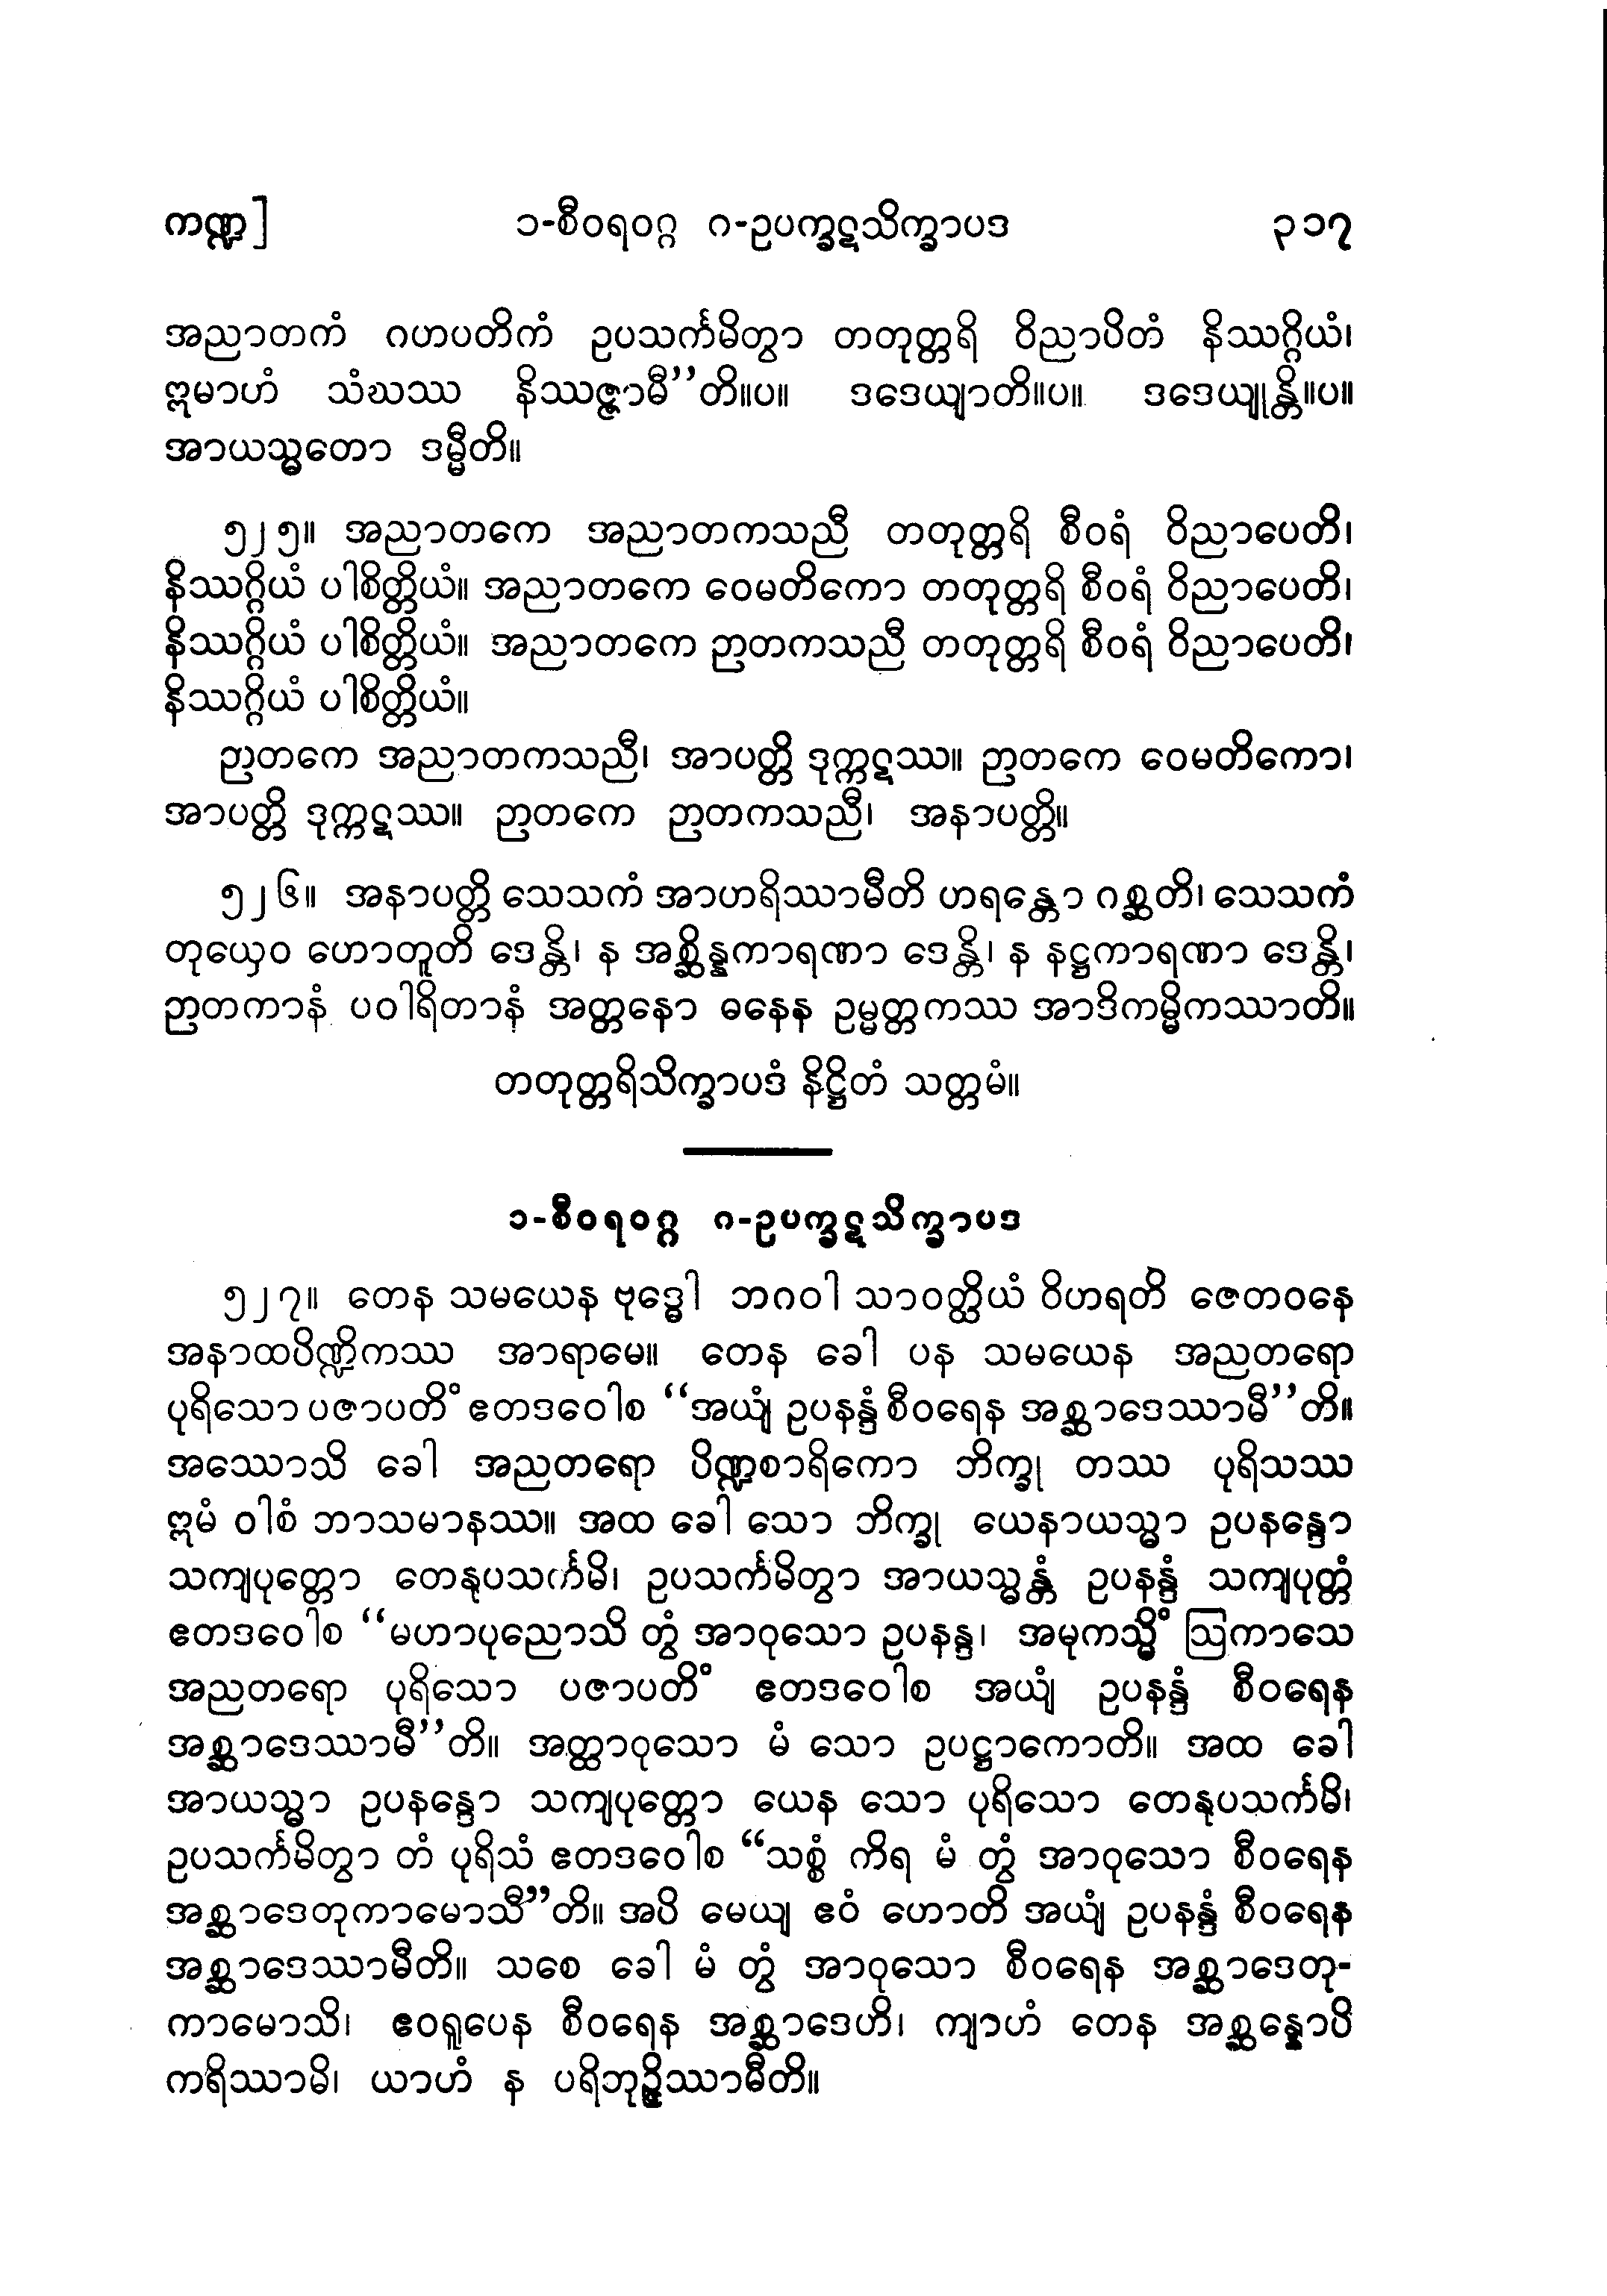 ကဏ္ဍ] ၁-စီဝရဝဂ္ဂ ဂ-ဥပက္ခဋသိက္ခာပဒ ၃၁၇
အညာတကံ ဂဟပတိကံ ဥပသင်္ကမိတွာ တတုတ္တရိ ဝိညာပိတံ နိဿဂ္ဂိယံ၊
ဣမာဟံ သံဃဿ နိဿဇ္ဇာမီ”တိ။ပ။ ဒဒေယျာတိ။ပ။ ဒဒေယျုန္တိ။ပ။
အာယသ္မတော ဒမ္မီတိ။
၅၂၅။ အညာတကေ အညာတကသညီ တတုတ္တရိ စီဝရံ ဝိညာပေတိ၊
နိဿဂ္ဂိယံ ပါစိတ္တိယံ။ အညာတကေ ဝေမတိကော တတုတ္တရိ စီဝရံ ဝိညာပေတိ၊
နိဿဂ္ဂိယံ ပါစိတ္တိယံ။ အညာတကေ ဉာတကသညီ တတုတ္တရိ စီဝရံ ဝိညာပေတိ၊
နိဿဂ္ဂိယံ ပါစိတ္တိယံ။
ဉာတကေ အညာတကသညီ၊ အာပတ္တိ ဒုက္ကဋဿ။ ဉာတကေ ဝေမတိကော၊
အာပတ္တိ ဒုက္ကဋဿ။ ဉာတကေ ဉာတကသညီ၊ အနာပတ္တိ။
၅၂၆။ အနာပတ္တိ သေသကံ အာဟရိဿာမီတိ ဟရန္တော ဂစ္ဆတိ၊ သေသကံ
တုယှေဝ ဟောတူတိ ဒေန္တိ၊ န အစ္ဆိန္နကာရဏာ ဒေန္တိ၊ န နဋ္ဌကာရဏာ ဒေန္တိ၊
ဉာတကာနံ ပဝါရိတာနံ အတ္တနော ဓနေန ဥမ္မတ္တကဿ အာဒိကမ္မိကဿာတိ။
တတုတ္တရိသိက္ခာပဒံ နိဋ္ဌိတံ သတ္တမံ။
၁-စီဝရဝဂ္ဂ ဂ-ဥပက္ခဋသိက္ခာပဒ
၅၂၇။ တေန သမယေန ဗုဒ္ဓေါ ဘဂဝါ သာဝတ္ထိယံ ဝိဟရတိ ဇေတဝနေ
အနာထပိဏ္ဍိကဿ အာရာမေ။ တေန ခေါ ပန သမယေန အညတရော
ပုရိသော ပဇာပတိံ ဧတဒဝေါစ “အယျံ ဥပနန္ဒံ စီဝရေန အစ္ဆာဒေဿာမီ”တိ။
အဿောသိ ခေါ အညတရော ပိဏ္ဍစာရိကော ဘိက္ခု တဿ ပုရိသဿ
ဣမံ ဝါစံ ဘာသမာနဿ။ အထ ခေါ သော ဘိက္ခု ယေနာယသ္မာ ဥပနန္ဒော
သကျပုတ္တော တေနုပသင်္ကမိ၊ ဥပသင်္ကမိတွာ အာယသ္မန္တံ ဥပနန္ဒံ သကျပုတ္တံ
ဧတဒဝေါစ “မဟာပုညောသိ တွံ အာဝုသော ဥပနန္ဒ၊ အမုကသ္မိံ ဩကာသေ
အညတရော ပုရိသော ပဇာပတိံ ဧတဒဝေါစ အယျံ ဥပနန္ဒံ စီဝရေန
အစ္ဆာဒေဿာမီ”တိ။ အတ္ထာဝုသော မံ သော ဥပဋ္ဌာကောတိ။ အထ ခေါ
အာယသ္မာ ဥပနန္ဒော သကျပုတ္တော ယေန သော ပုရိသော တေနုပသင်္ကမိ၊
ဥပသင်္ကမိတွာ တံ ပုရိသံ ဧတဒဝေါစ “သစ္စံ ကိရ မံ တွံ အာဝုသော စီဝရေန
အစ္ဆာဒေတုကာမောသီ”တိ။ အပိ မေယျ ဧဝံ ဟောတိ အယျံ ဥပနန္ဒံ စီဝရေန
အစ္ဆာဒေဿာမီတိ။ သစေ ခေါ မံ တွံ အာဝုသော စီဝရေန အစ္ဆာဒေတု-
ကာမောသိ၊ ဧဝရူပေန စီဝရေန အစ္ဆာဒေဟိ၊ ကျာဟံ တေန အစ္ဆန္နောပိ
ကရိဿာမိ၊ ယာဟံ န ပရိဘုဉ္ဇိဿာမီတိ။